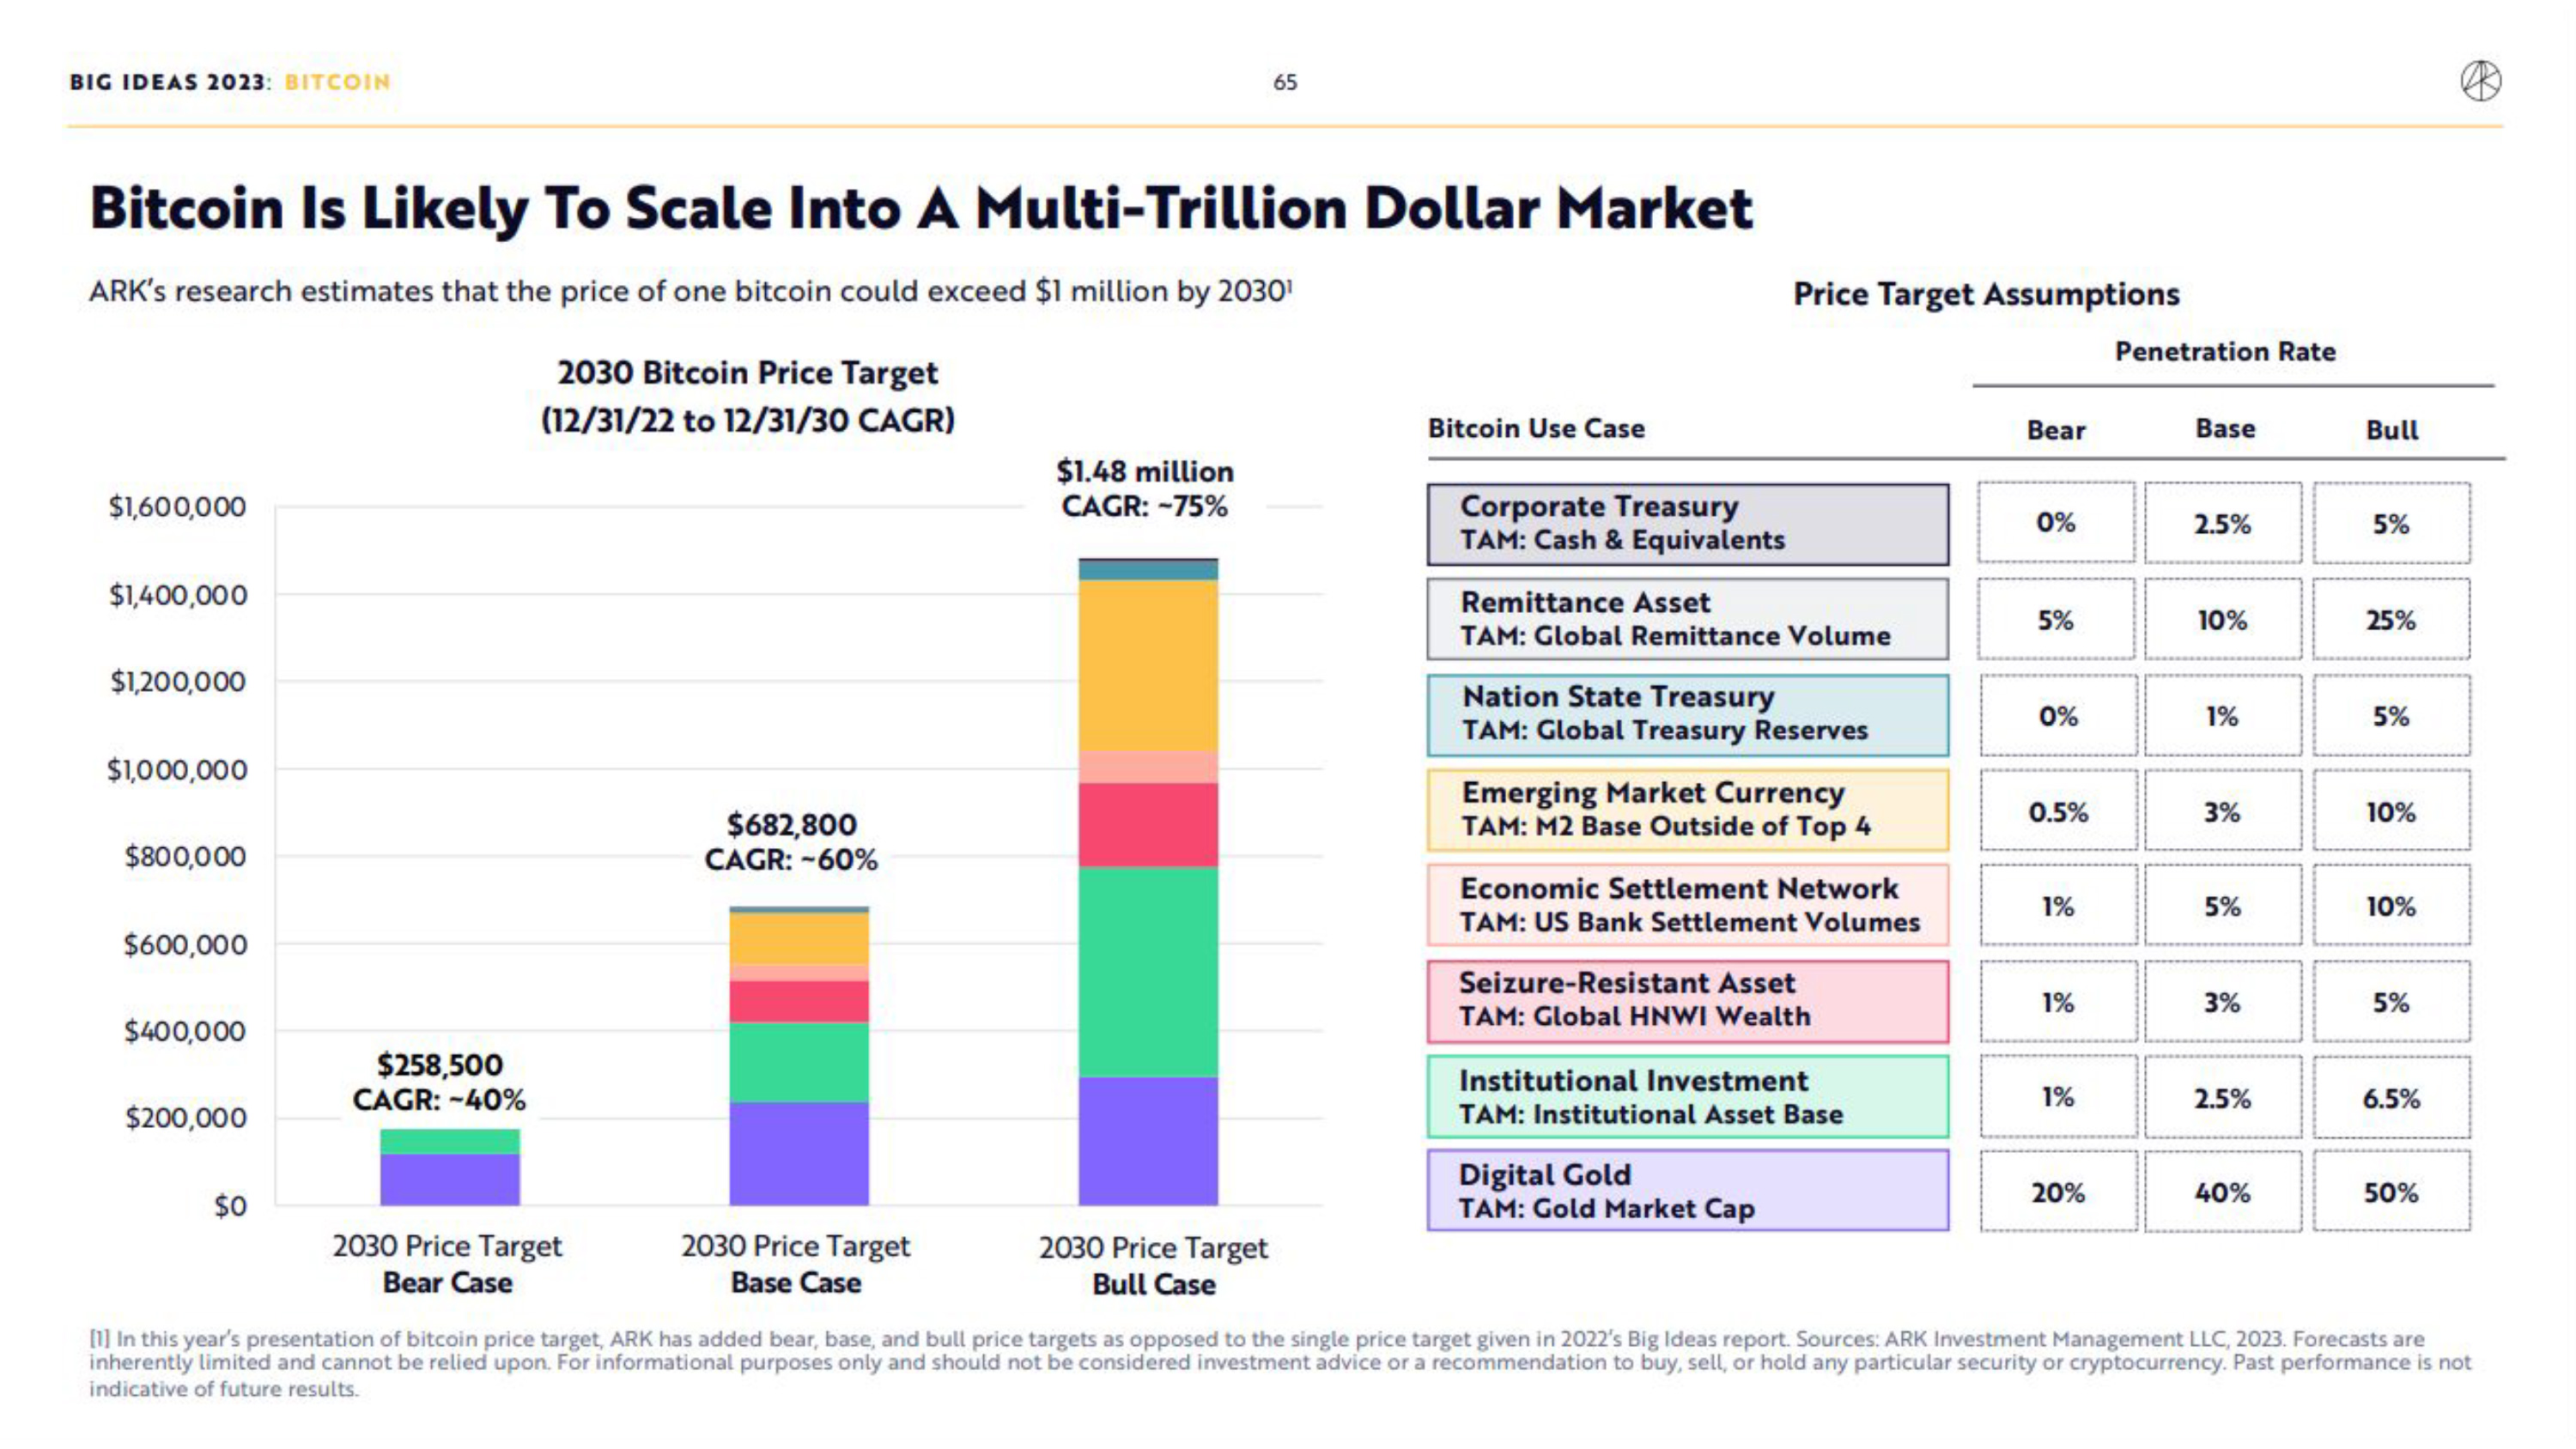 BIG IDEAS 2023: BITCOIN
65
Bitcoin Is Likely To Scale Into A Multi-Trillion Dollar Market
ARK's research estimates that the price of one bitcoin could exceed $1 million by 2030¹
2030 Bitcoin Price Target
(12/31/22 to 12/31/30 CAGR)
$1,600,000
$1,400,000
$1,200,000
$1,000,000
$800,000
$600,000
$400,000
$200,000
$0
$258,500
CAGR: ~40%
$682,800
CAGR: ~60%
$1.48 million
CAGR: ~75%
2030 Price Target
Bear Case
2030 Price Target
Base Case
2030 Price Target
Bull Case
Price Target Assumptions
Penetration Rate
Bitcoin Use Case Bear Base Bull
Corporate Treasury
TAM: Cash & Equivalents
0% 2.5% 5%
Remittance Asset
TAM: Global Remittance Volume
5% 10% 25%
Nation State Treasury
TAM: Global Treasury Reserves
0% 1% 5%
Emerging Market Currency
TAM: M2 Base Outside of Top 4
0.5% 3% 10%
Economic Settlement Network
TAM: US Bank Settlement Volumes
1% 5% 10%
Seizure-Resistant Asset
TAM: Global HNWI Wealth
1% 3% 5%
Institutional Investment
TAM: Institutional Asset Base
1% 2.5% 6.5%
Digital Gold
TAM: Gold Market Cap
20% 40% 50%
[1] In this year's presentation of bitcoin price target, ARK has added bear, base, and bull price targets as opposed to the single price target given in 2022's Big Ideas report. Sources: ARK Investment Management LLC, 2023. Forecasts are
inherently limited and cannot be relied upon. For informational purposes only and should not be considered investment advice or a recommendation to buy, sell, or hold any particular security or cryptocurrency. Past performance is not
indicative of future results.